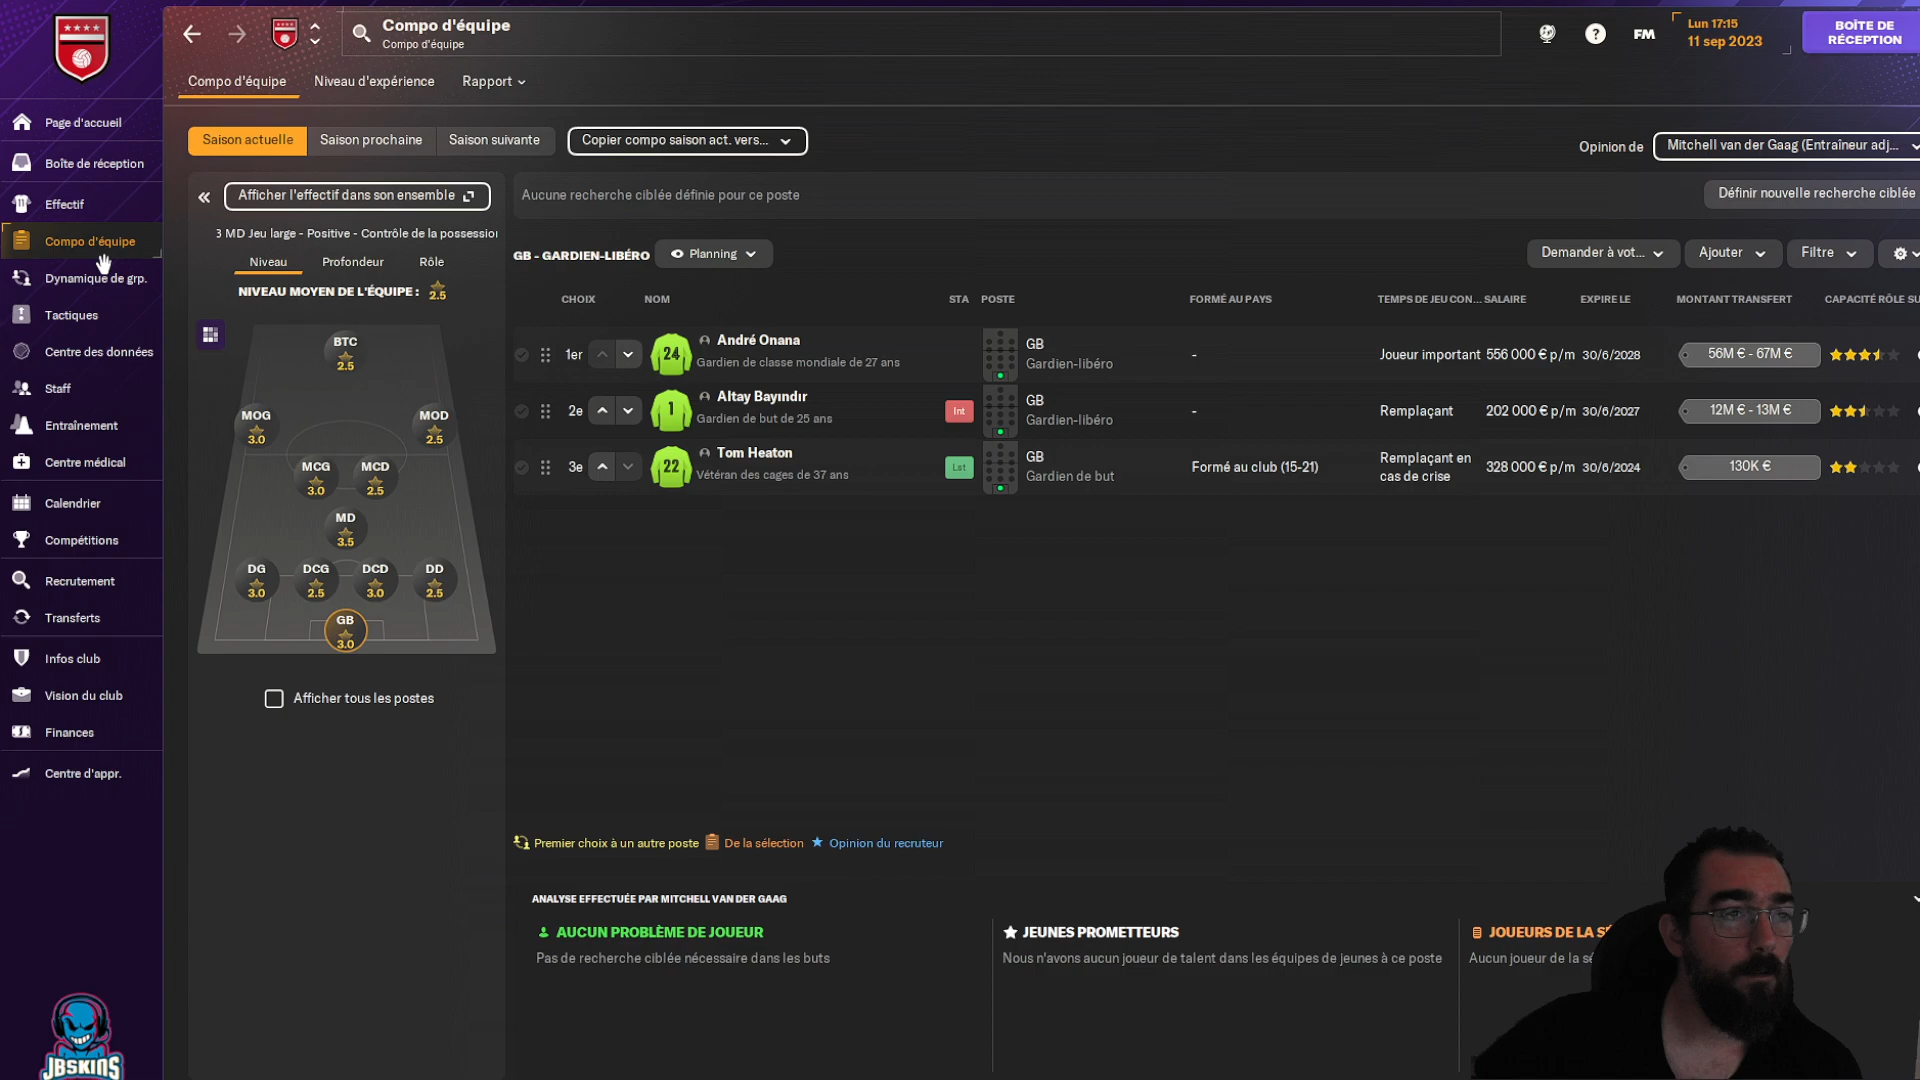 Compo d'équipe
Compo d'équipe
FM
Lun 17:15
11 sep 2023
BOÎTE DE
RÉCEPTION
Compo d'équipe
Niveau d'expérience
Rapport
Page d'accueil
Boîte de réception
Effectif
Compo d'équipe
Dynamique de grp.
Tactiques
Centre des données
Staff
Entraînement
Centre médical
Calendrier
Compétitions
Recrutement
Transferts
Infos club
Vision du club
Finances
Centre d'appr.
JBSKINS
Saison actuelle
Saison prochaine
Saison suivante
Copier compo saison act. vers...
Opinion de
Mitchell van der Gaag (Entraîneur adj...
Afficher l'effectif dans son ensemble
3 MD Jeu large - Positive - Contrôle de la possession
Niveau
Profondeur
Rôle
NIVEAU MOYEN DE L'ÉQUIPE :
2.5
BTC
2.5
MOG
3.0
MOD
2.5
MCG
3.0
MCD
2.5
MD
3.5
DG
3.0
DCG
2.5
DCD
3.0
DD
2.5
GB
3.0
Afficher tous les postes
Aucune recherche ciblée définie pour ce poste
Définir nouvelle recherche ciblée
GB - GARDIEN-LIBÉRO
Planning
Demander à vot...
Ajouter
Filtre
CHOIX
NOM
STA
POSTE
FORMÉ AU PAYS
TEMPS DE JEU CON...
SALAIRE
EXPIRE LE
MONTANT TRANSFERT
CAPACITÉ RÔLE SU
1er
24
André Onana
Gardien de classe mondiale de 27 ans
GB
Gardien-libéro
-
Joueur important
556 000 € p/m
30/6/2028
56M € - 67M €
2e
1
Altay Bayındır
Gardien de but de 25 ans
Int
GB
Gardien-libéro
-
Remplaçant
202 000 € p/m
30/6/2027
12M € - 13M €
3e
22
Tom Heaton
Vétéran des cages de 37 ans
Lst
GB
Gardien de but
Formé au club (15-21)
Remplaçant en
cas de crise
328 000 € p/m
30/6/2024
130K €
Premier choix à un autre poste
De la sélection
Opinion du recruteur
ANALYSE EFFECTUÉE PAR MITCHELL VAN DER GAAG
AUCUN PROBLÈME DE JOUEUR
Pas de recherche ciblée nécessaire dans les buts
JEUNES PROMETTEURS
Nous n'avons aucun joueur de talent dans les équipes de jeunes à ce poste
JOUEURS DE LA
Aucun joueur de la